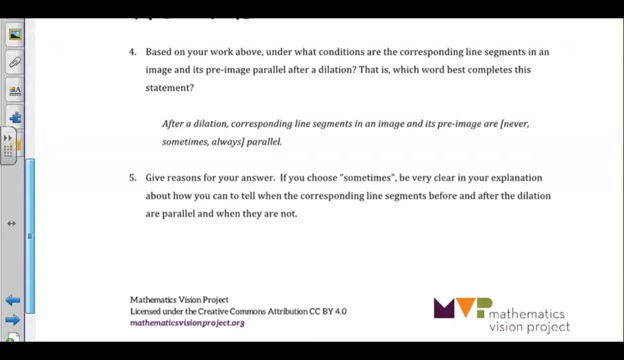 4. Based on your work above, under what conditions are the corresponding line segments in an
image and its pre-image parallel after a dilation? That is, which word best completes this
statement?
After a dilation, corresponding line segments in an image and its pre-image are [never,
sometimes, always] parallel.
5. Give reasons for your answer. If you choose “sometimes”, be very clear in your explanation
about how you can to tell when the corresponding line segments before and after the dilation
are parallel and when they are not.
Mathematics Vision Project
Licensed under the Creative Commons Attribution CC BY 4.0
mathematicsvisionproject.org
MVP mathematics
vision project